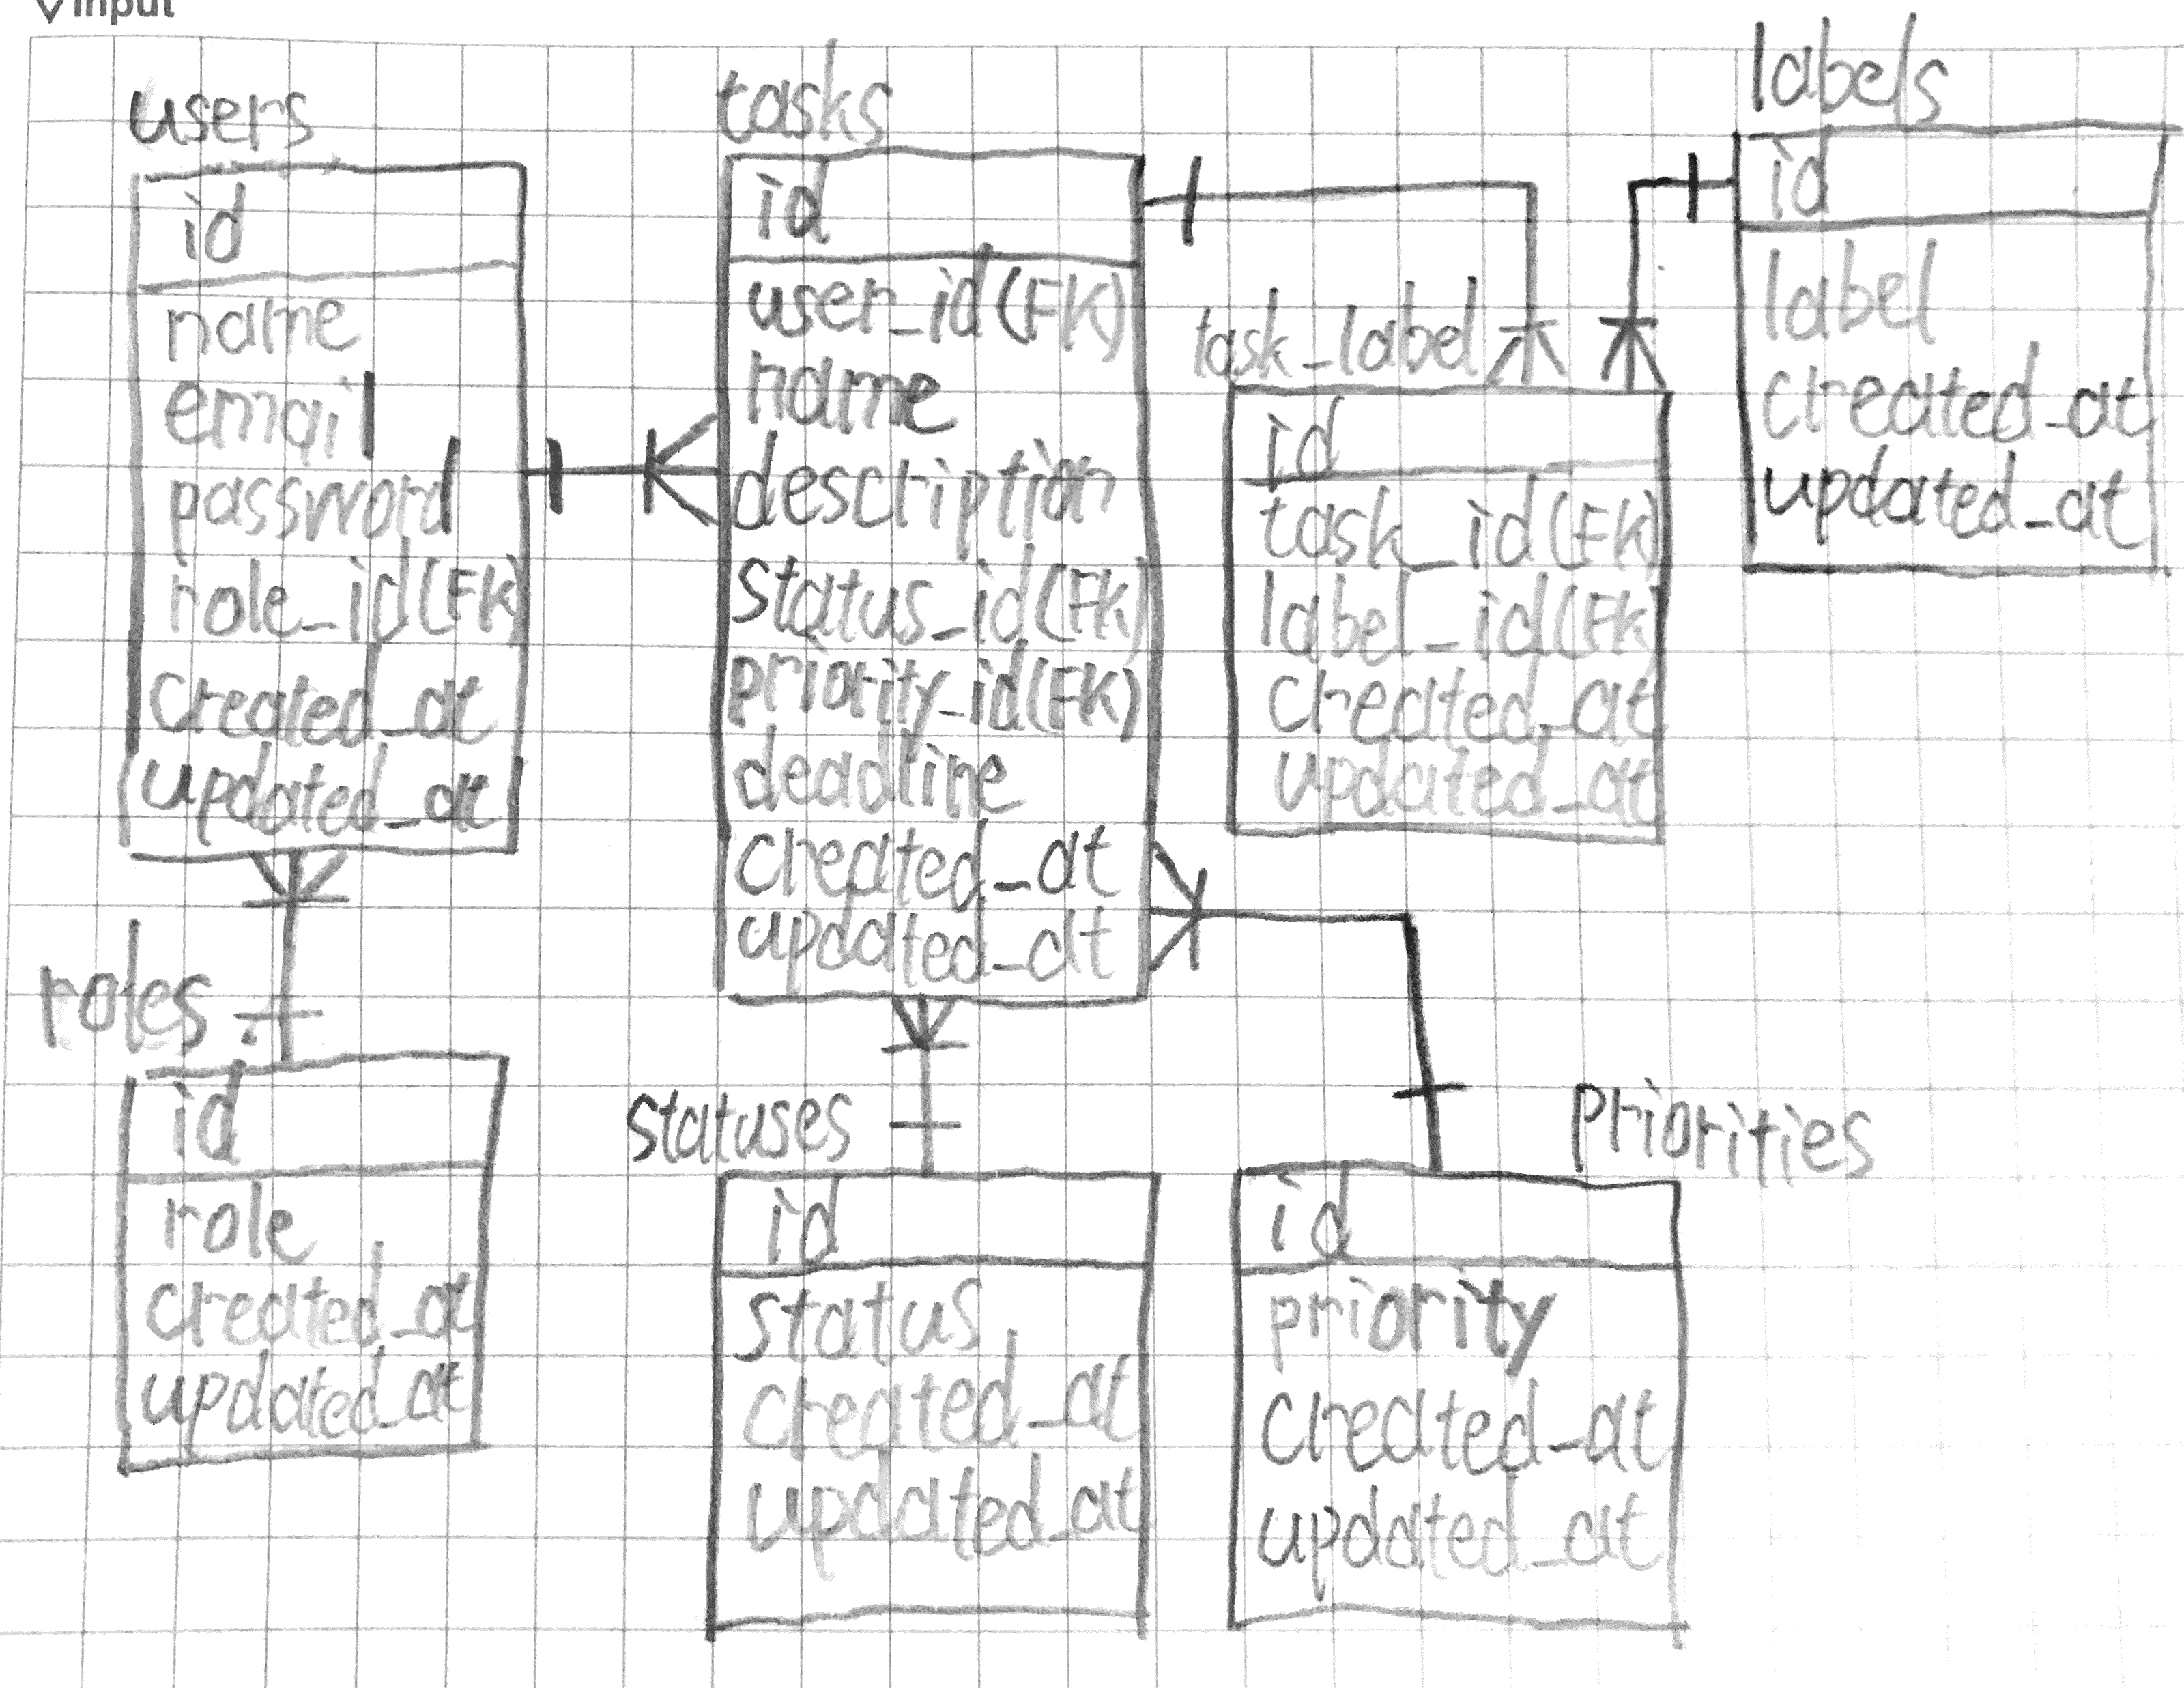 input
users
id
name
email
password
role_id(FK)
created_at
updated_at
roles
id
role
created_at
updated_at
tasks
id
user_id(FK)
name
description
status_id(FK)
priority_id(FK)
deadline
created_at
updated_at
statuses
id
status
created_at
updated_at
task_label
id
task_id(FK)
label_id(FK)
created_at
updated_at
labels
id
label
created_at
updated_at
priorities
id
priority
created_at
updated_at